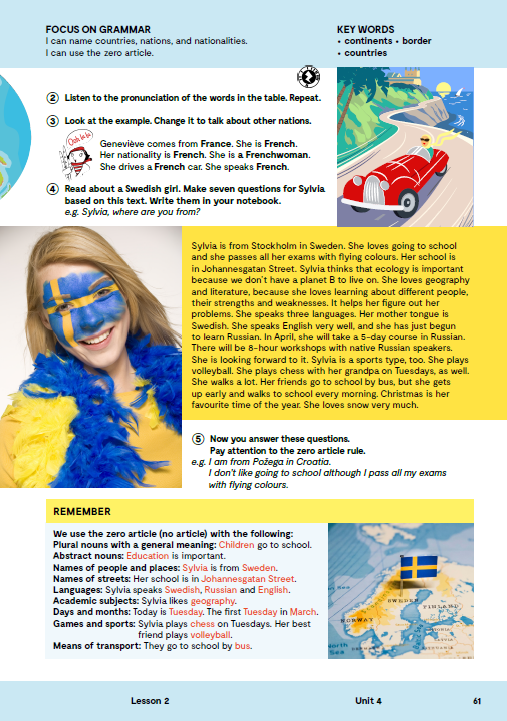 FOCUS ON GRAMMAR
I can name countries, nations, and nationalities.
I can use the zero article.
KEY WORDS
• continents • border
• countries
2 Listen to the pronunciation of the words in the table. Repeat.
3 Look at the example. Change it to talk about other nations.
Ooh la la
Geneviève comes from France. She is French.
Her nationality is French. She is a Frenchwoman.
She drives a French car. She speaks French.
4 Read about a Swedish girl. Make seven questions for Sylvia
based on this text. Write them in your notebook.
e.g. Sylvia, where are you from?
Sylvia is from Stockholm in Sweden. She loves going to school
and she passes all her exams with flying colours. Her school is
in Johannesgatan Street. Sylvia thinks that ecology is important
because we don't have a planet B to live on. She loves geography
and literature, because she loves learning about different people,
their strengths and weaknesses. It helps her figure out her
problems. She speaks three languages. Her mother tongue is
Swedish. She speaks English very well, and she has just begun
to learn Russian. In April, she will take a 5-day course in Russian.
There will be 8-hour workshops with native Russian speakers.
She is looking forward to it. Sylvia is a sports type, too. She plays
volleyball. She plays chess with her grandpa on Tuesdays, as well.
She walks a lot. Her friends go to school by bus, but she gets
up early and walks to school every morning. Christmas is her
favourite time of the year. She loves snow very much.
5 Now you answer these questions.
Pay attention to the zero article rule.
e.g. I am from Požega in Croatia.
I don't like going to school although I pass all my exams
with flying colours.
REMEMBER
We use the zero article (no article) with the following:
Plural nouns with a general meaning: Children go to school.
Abstract nouns: Education is important.
Names of people and places: Sylvia is from Sweden.
Names of streets: Her school is in Johannesgatan Street.
Languages: Sylvia speaks Swedish, Russian and English.
Academic subjects: Sylvia likes geography.
Days and months: Today is Tuesday. The first Tuesday in March.
Games and sports: Sylvia plays chess on Tuesdays. Her best
friend plays volleyball.
Means of transport: They go to school by bus.
SWEDEN
FINLAND
NORWAY
Lesson 2
Unit 4
61